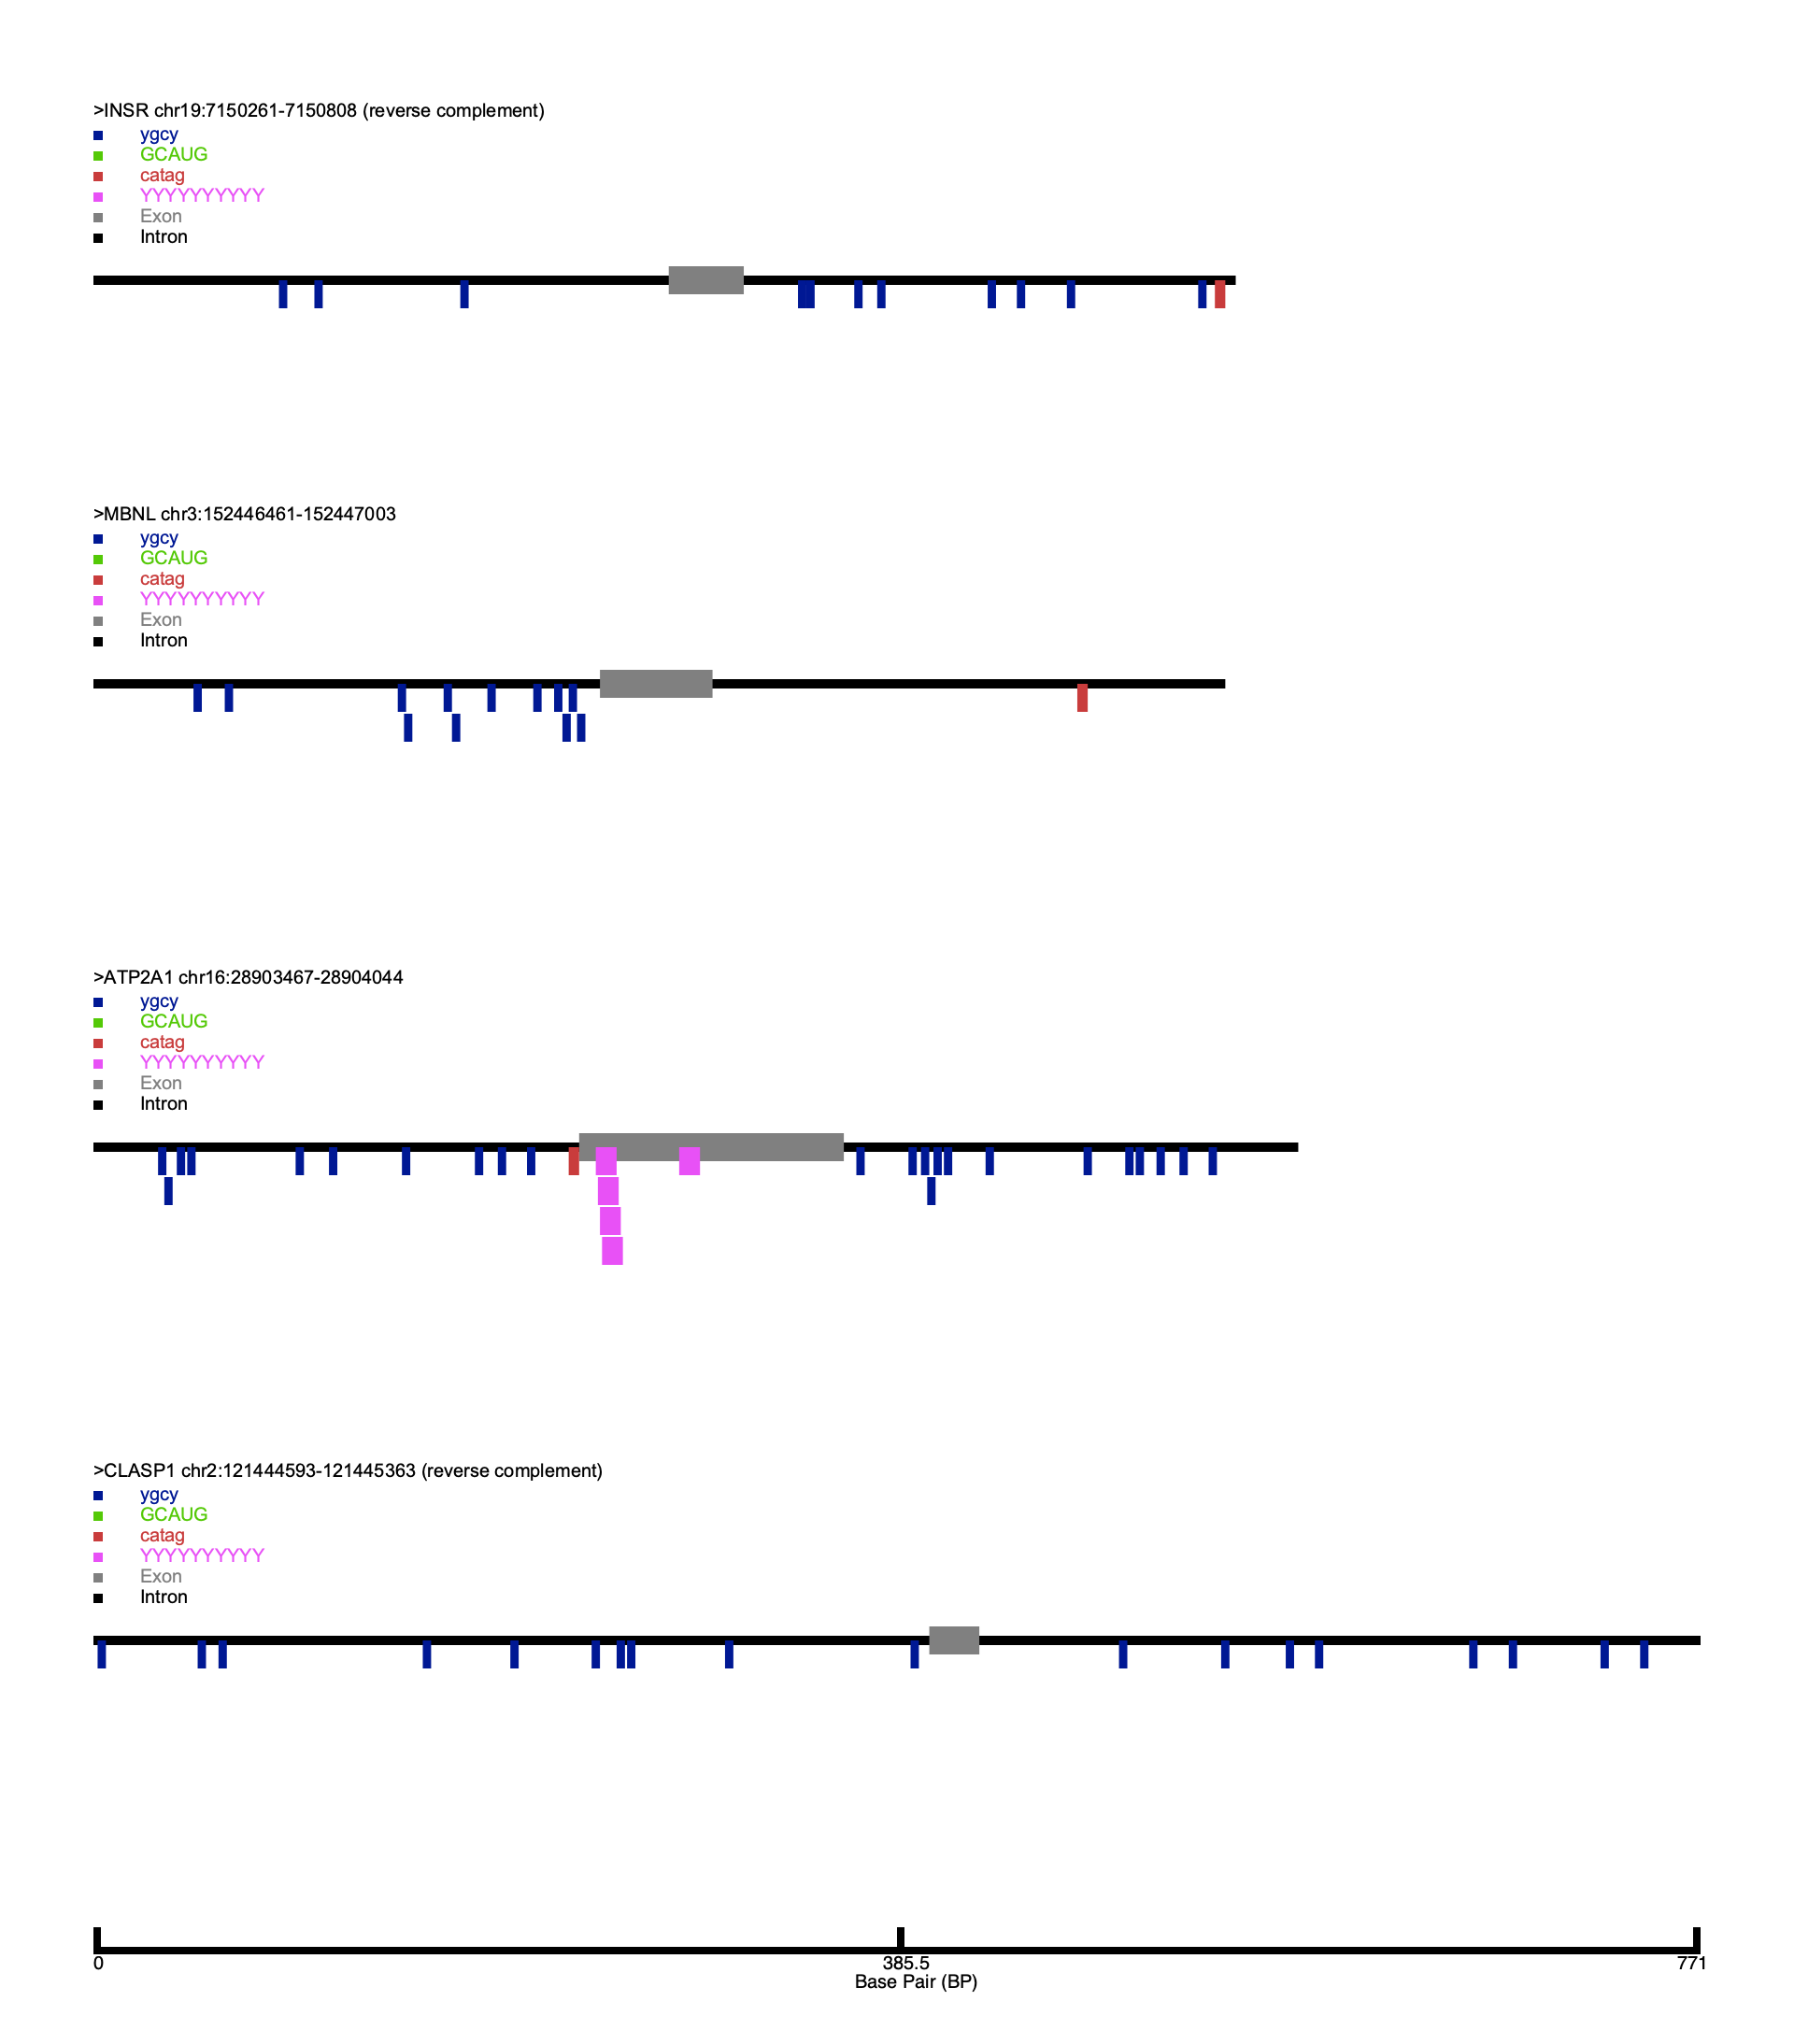 >INSR chr19:7150261-7150808 (reverse complement)
ygcy
GCAUG
catag
YYYYYYYYYY
Exon
Intron
>MBNL chr3:152446461-152447003
ygcy
GCAUG
catag
YYYYYYYYYY
Exon
Intron
>ATP2A1 chr16:28903467-28904044
ygcy
GCAUG
catag
YYYYYYYYYY
Exon
Intron
>CLASP1 chr2:121444593-121445363 (reverse complement)
ygcy
GCAUG
catag
YYYYYYYYYY
Exon
Intron
0 385.5 771
Base Pair (BP)